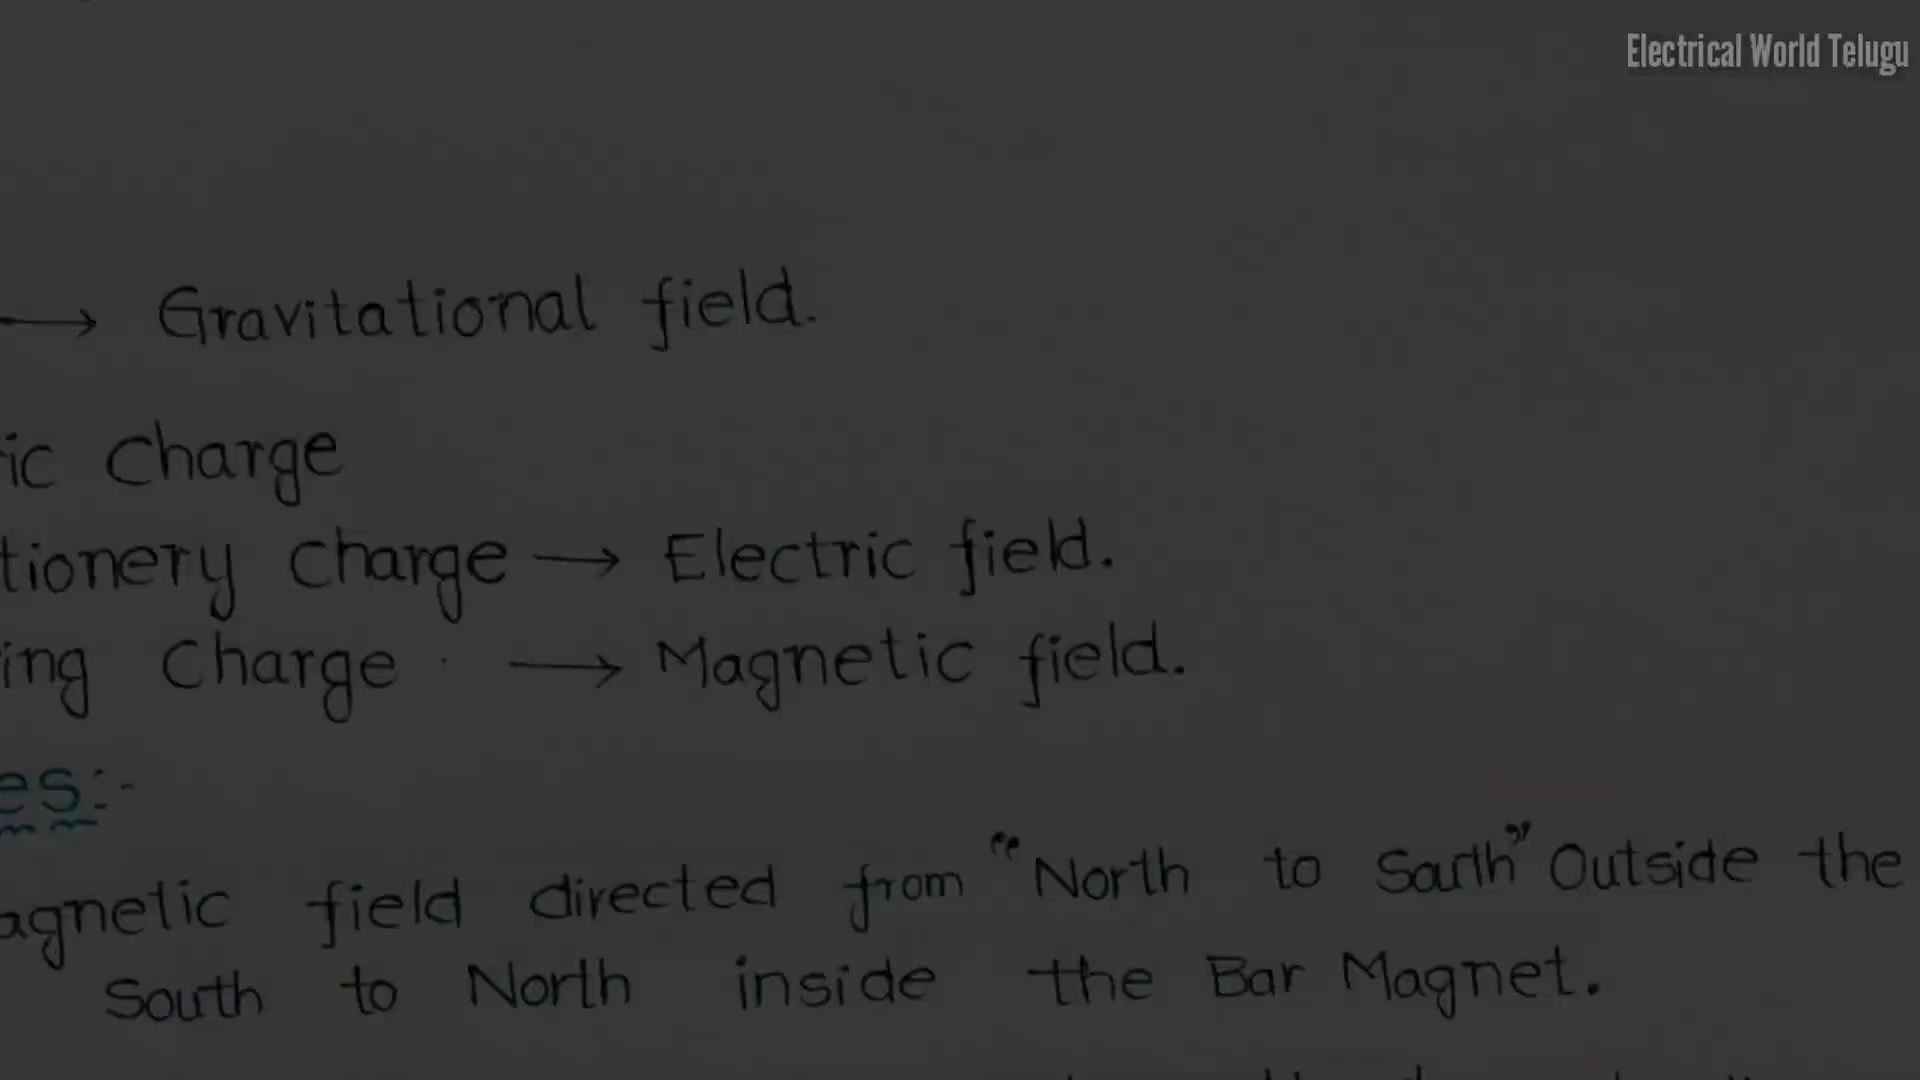 Electrical World Telugu
→ Gravitational field.
ic Charge
tionery Charge → Electric field.
ing Charge → Magnetic field.
es:-
agnetic field directed from "North to South" Outside the
South to North inside the Bar Magnet.